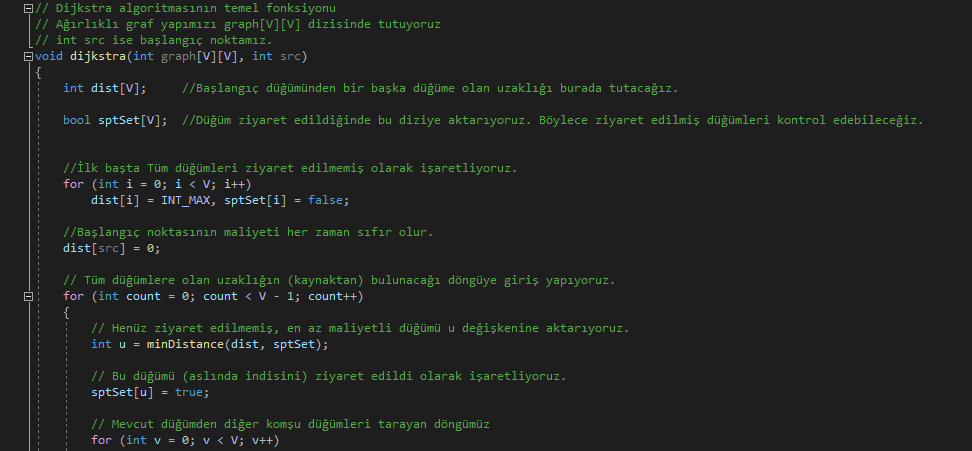 // Dijkstra algoritmasının temel fonksiyonu
// Ağırlıklı graf yapımızı graph[V][V] dizisinde tutuyoruz
// int src ise başlangıç noktamız.
void dijkstra(int graph[V][V], int src)
{
int dist[V]; //Başlangıç düğümünden bir başka düğüme olan uzaklığı burada tutacağız.
bool sptSet[V]; //Düğüm ziyaret edildiğinde bu diziye aktarıyoruz. Böylece ziyaret edilmiş düğümleri kontrol edebileceğiz.
//İlk başta Tüm düğümleri ziyaret edilmemiş olarak işaretliyoruz.
for (int i = 0; i < V; i++)
dist[i] = INT_MAX, sptSet[i] = false;
//Başlangıç noktasının maliyeti her zaman sıfır olur.
dist[src] = 0;
// Tüm düğümlere olan uzaklığın (kaynaktan) bulunacağı döngüye giriş yapıyoruz.
for (int count = 0; count < V - 1; count++)
{
// Henüz ziyaret edilmemiş, en az maliyetli düğümü u değişkenine aktarıyoruz.
int u = minDistance(dist, sptSet);
// Bu düğümü (aslında indisini) ziyaret edildi olarak işaretliyoruz.
sptSet[u] = true;
// Mevcut düğümden diğer komşu düğümleri tarayan döngümüz
for (int v = 0; v < V; v++)